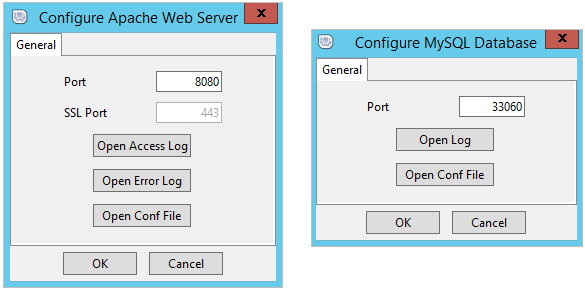 Configure Apache Web Server
x
General
Port
8080
SSL Port
443
Open Access Log
Open Error Log
Open Conf File
OK
Cancel
Configure MySQL Database
x
General
Port
33060
Open Log
Open Conf File
OK
Cancel